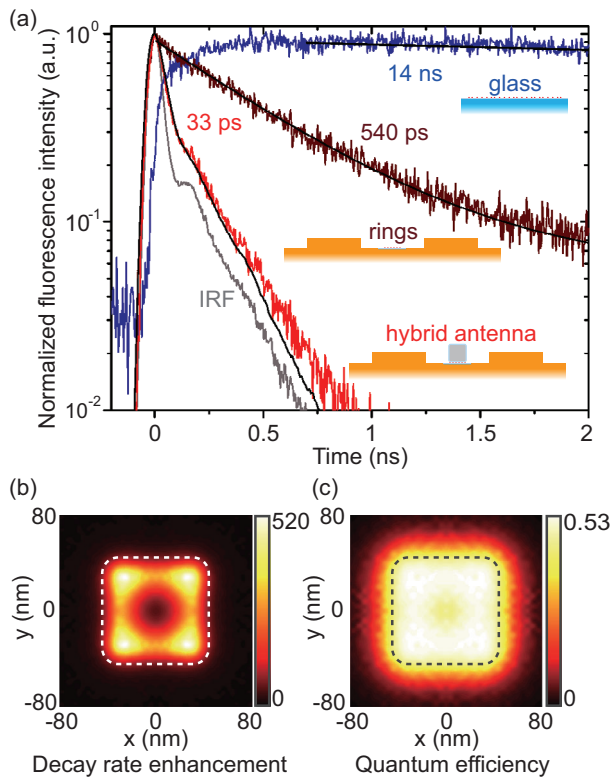 (a)
Normalized fluorescence intensity (a.u.)
10^0
10^-1
10^-2
14 ns
glass
33 ps
540 ps
rings
IRF
hybrid antenna
0 0.5 1 1.5 2
Time (ns)
(b)
(c)
80
0
-80
y (nm)
-80 0 80
x (nm)
520
0
Decay rate enhancement
80
0
-80
y (nm)
-80 0 80
x (nm)
0.53
0
Quantum efficiency